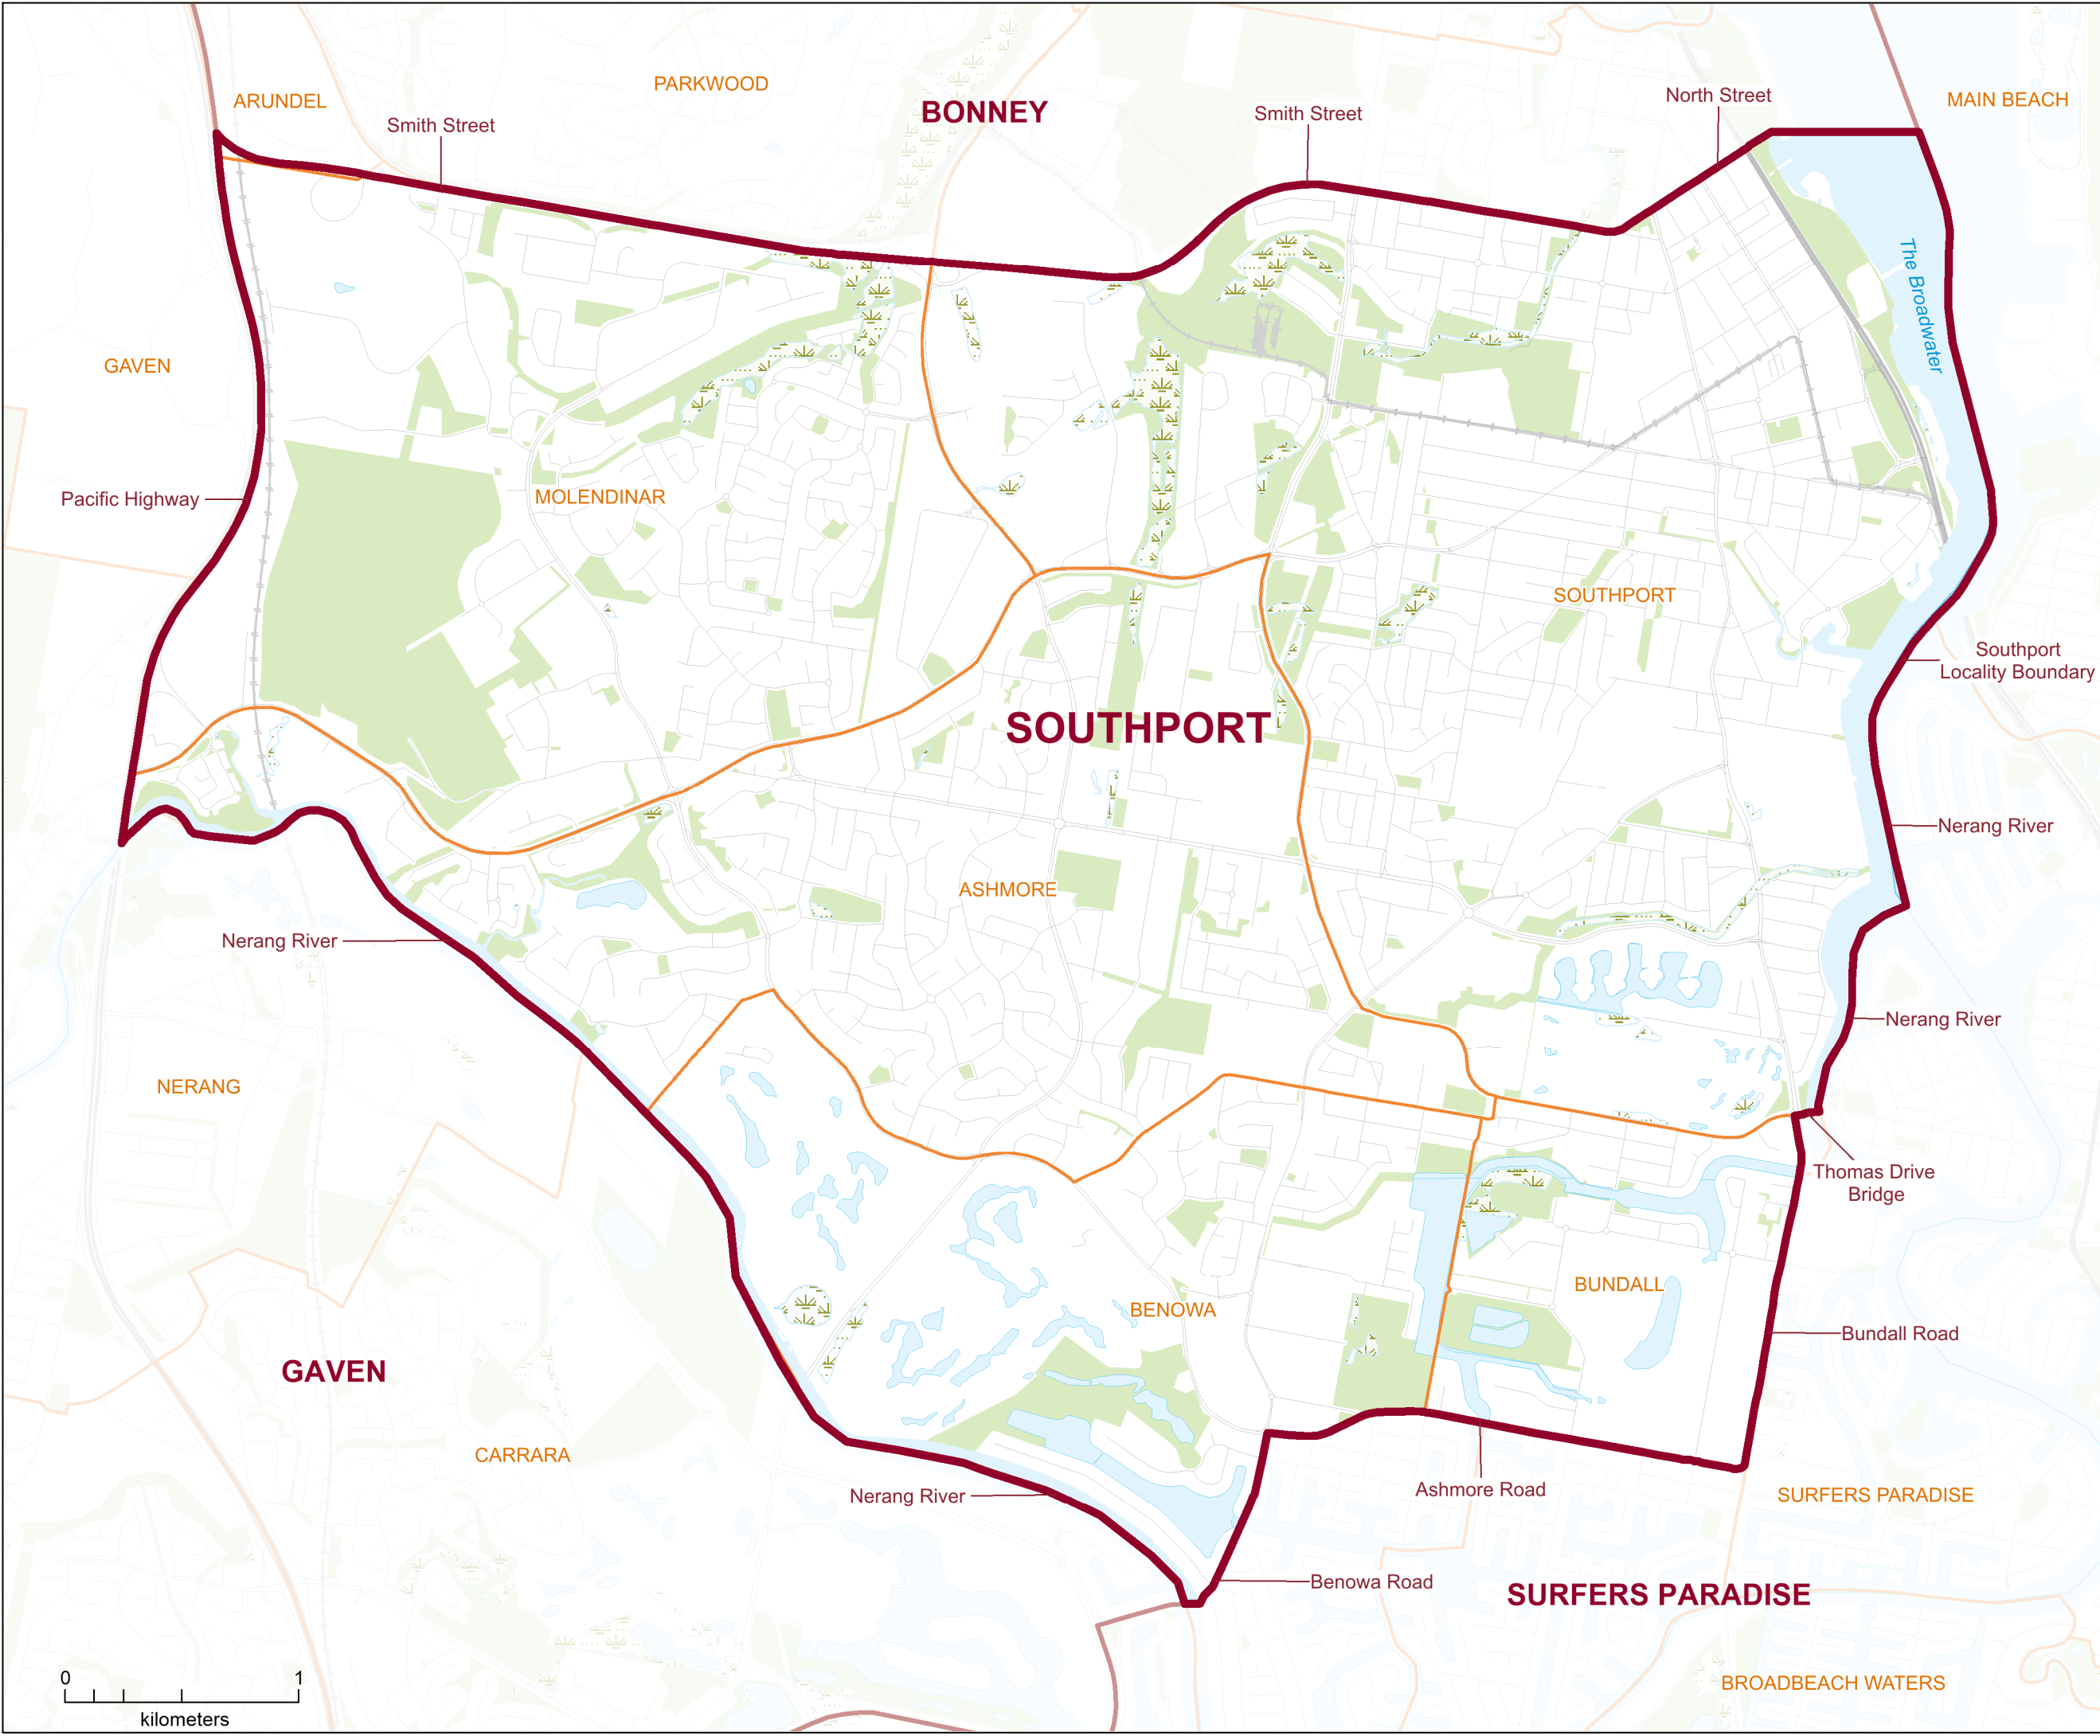 North Street
PARKWOOD
MAIN BEACH
ARUNDEL
BONNEY
Smith Street
Smith Street
The Broadwater
GAVEN
MOLENDINAR
Pacific Highway
SOUTHPORT
Southport
Locality Boundary
SOUTHPORT
Nerang River
ASHMORE
Nerang River
Nerang River
NERANG
Thomas Drive
Bridge
BUNDALL
BENOWA
Bundall Road
GAVEN
CARRARA
Ashmore Road
SURFERS PARADISE
Nerang River
Benowa Road
SURFERS PARADISE
0 1
kilometers
BROADBEACH WATERS